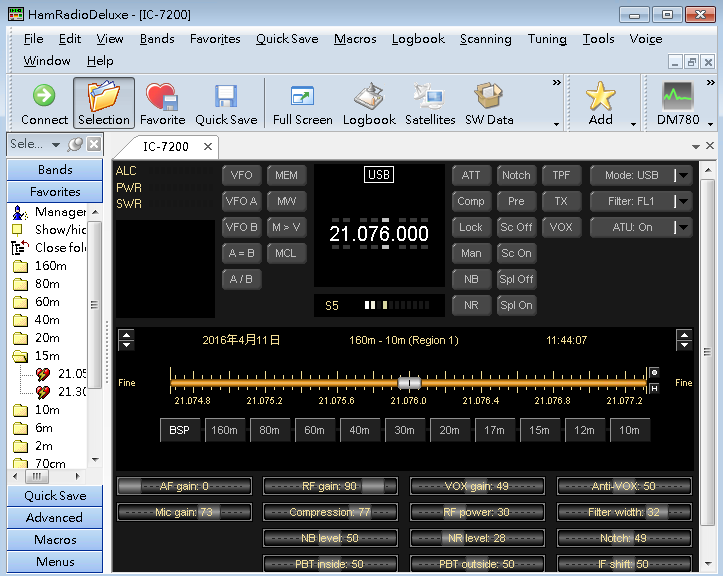 HamRadioDeluxe - [IC-7200]
File Edit View Bands Favorites Quick Save Macros Logbook Scanning Tuning Tools Voice
Window Help
Connect Selection Favorite Quick Save Full Screen Logbook Satellites SW Data Add DM780
Sele... IC-7200
Bands
Favorites
Manager
Show/hid
Close fol
160m
80m
60m
40m
20m
15m
21.05
21.30
10m
6m
2m
70cm
Quick Save
Advanced
Macros
Menus
ALC
PWR
SWR
VFO MEM
VFO A MW
VFO B M > V
A = B MCL
A / B
USB
21.076.000
S5
ATT Notch TPF Mode: USB
Comp Pre TX Filter: FL1
Lock Sc Off VOX ATU: On
Man Sc On
NB Spl Off
NR Spl On
2016年4月11日 160m - 10m (Region 1) 11:44:07
Fine Fine
H
21.074.8 21.075.2 21.075.6 21.076.0 21.076.4 21.076.8 21.077.2
BSP 160m 80m 60m 40m 30m 20m 17m 15m 12m 10m
AF gain: 0 RF gain: 90 VOX gain: 49 Anti-VOX: 50
Mic gain: 73 Compression: 77 RF power: 30 Filter width: 32
NB level: 50 NR level: 28 Notch: 49
PBT inside: 50 PBT outside: 50 IF shift: 50